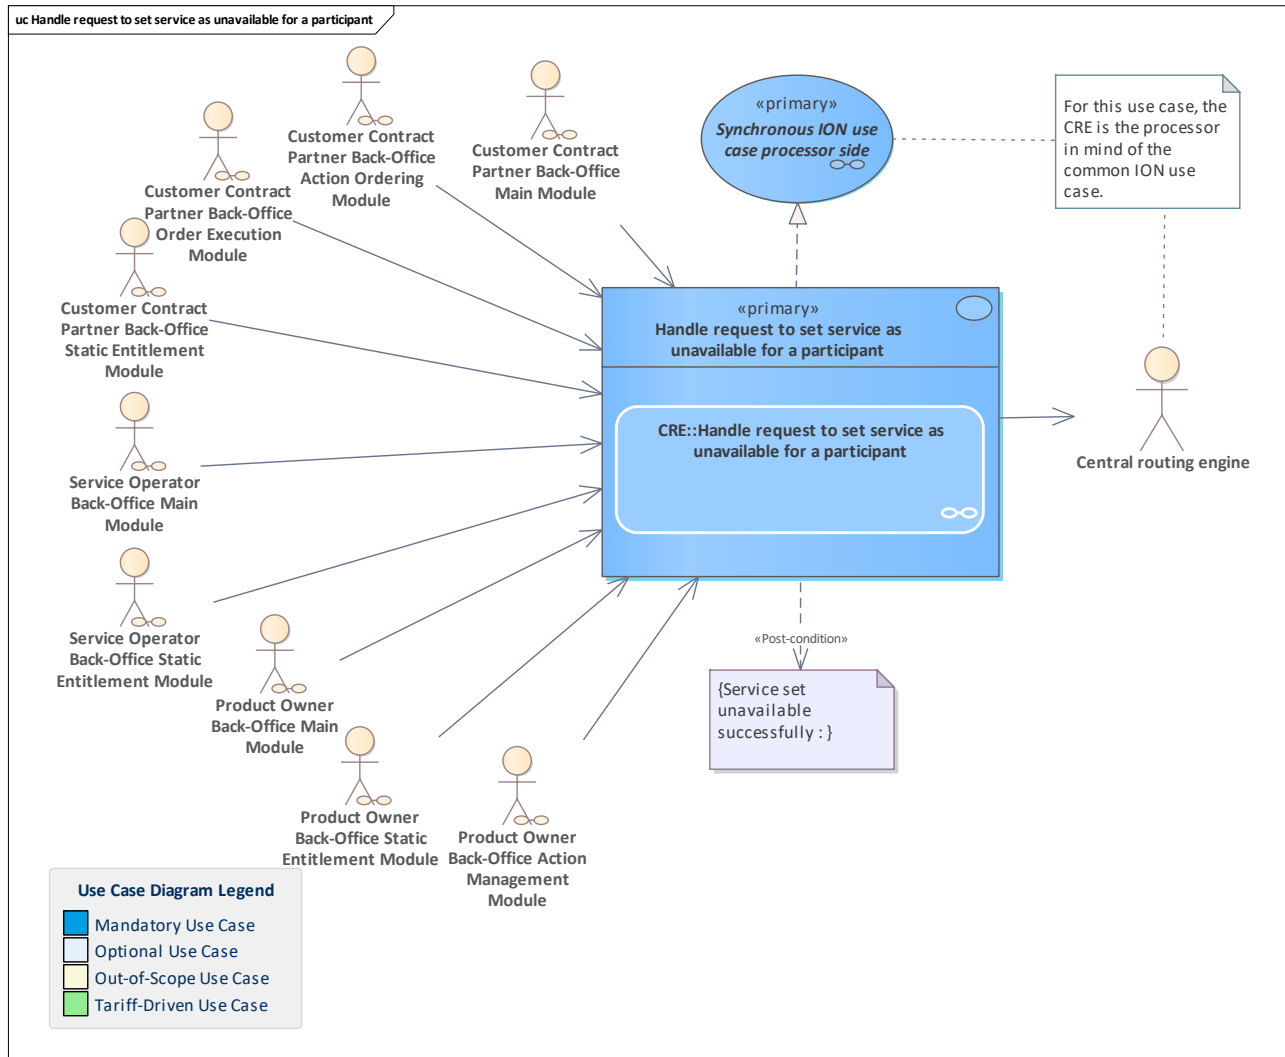 uc Handle request to set service as unavailable for a participant
Customer Contract
Partner Back-Office
Action Ordering
Module
Customer Contract
Partner Back-Office
Main Module
«primary»
Synchronous ION use
case processor side
For this use case, the
CRE is the processor
in mind of the
common ION use
case.
Customer Contract
Partner Back-Office
Order Execution
Module
Customer Contract
Partner Back-Office
Static Entitlement
Module
«primary»
Handle request to set service as
unavailable for a participant
CRE::Handle request to set service as
unavailable for a participant
Central routing engine
Service Operator
Back-Office Main
Module
Service Operator
Back-Office Static
Entitlement Module
Product Owner
Back-Office Main
Module
«Post-condition»
{Service set
unavailable
successfully : }
Product Owner
Back-Office Static
Entitlement Module
Product Owner
Back-Office Action
Management
Module
Use Case Diagram Legend
Mandatory Use Case
Optional Use Case
Out-of-Scope Use Case
Tariff-Driven Use Case